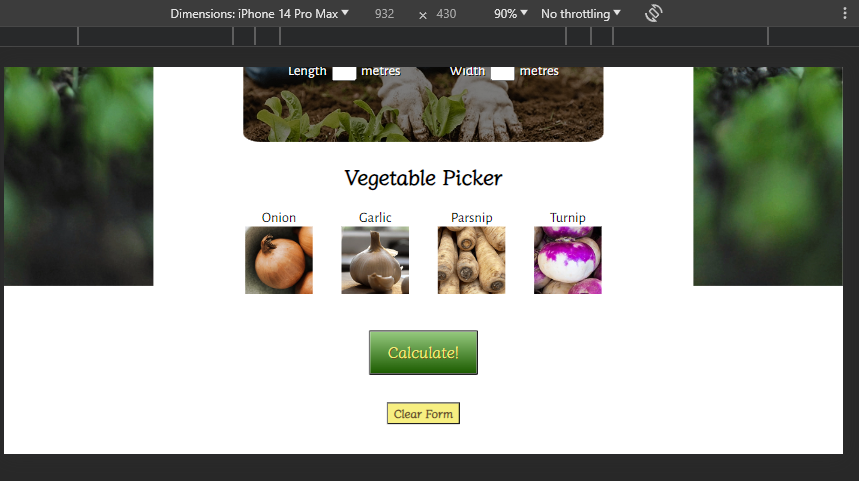 Dimensions: iPhone 14 Pro Max 932 × 430 90% No throttling
Length metres Width metres
Vegetable Picker
Onion Garlic Parsnip Turnip
Calculate!
Clear Form